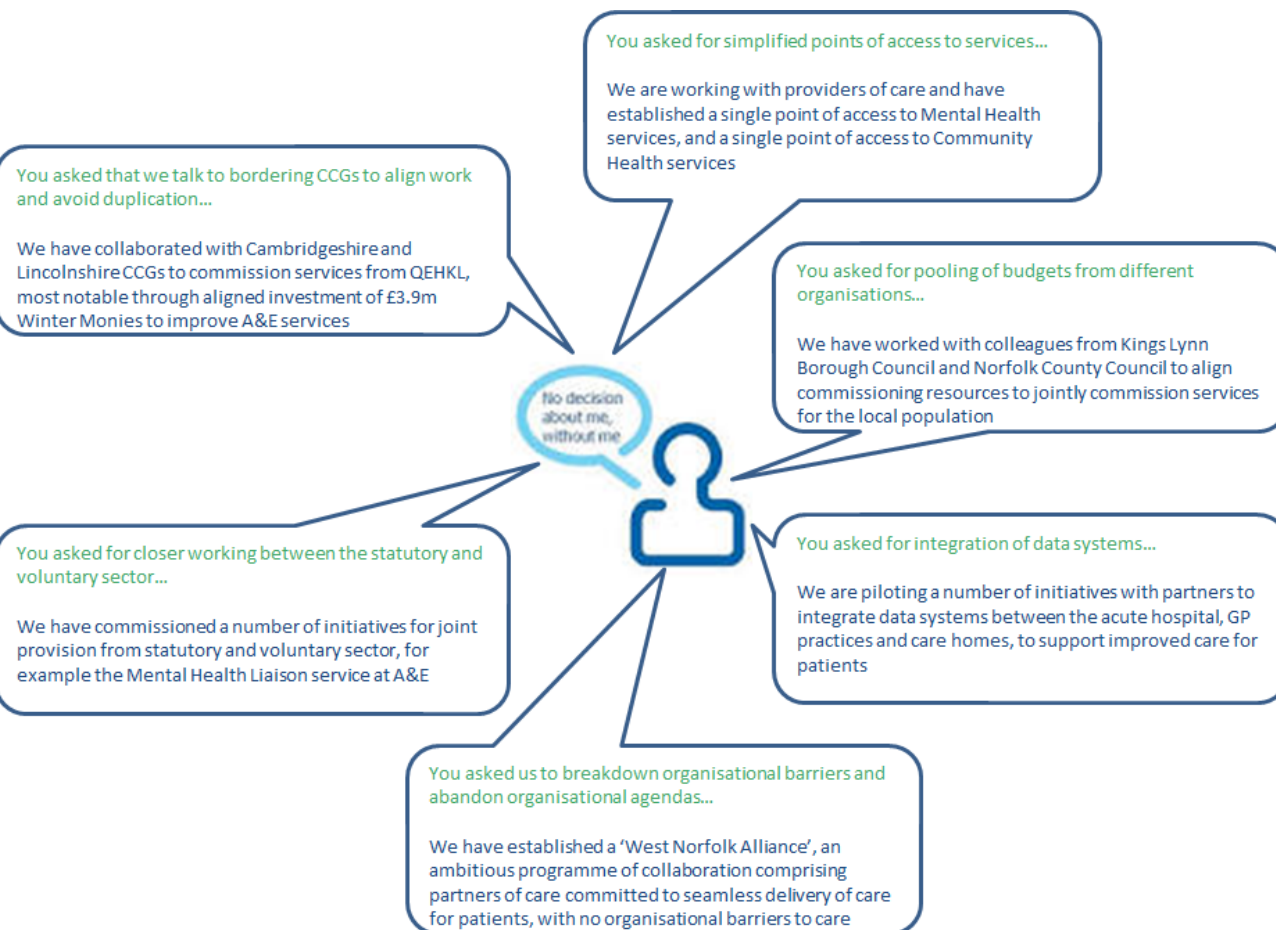 You asked for simplified points of access to services...
We are working with providers of care and have
established a single point of access to Mental Health
services, and a single point of access to Community
Health services
You asked that we talk to bordering CCGs to align work
and avoid duplication...
We have collaborated with Cambridgeshire and
Lincolnshire CCGs to commission services from QEHKL,
most notable through aligned investment of £3.9m
Winter Monies to improve A&E services
You asked for pooling of budgets from different
organisations...
We have worked with colleagues from Kings Lynn
Borough Council and Norfolk County Council to align
commissioning resources to jointly commission services
for the local population
No decision
about me,
without me
You asked for closer working between the statutory and
voluntary sector...
We have commissioned a number of initiatives for joint
provision from statutory and voluntary sector, for
example the Mental Health Liaison service at A&E
You asked for integration of data systems...
We are piloting a number of initiatives with partners to
integrate data systems between the acute hospital, GP
practices and care homes, to support improved care for
patients
You asked us to breakdown organisational barriers and
abandon organisational agendas...
We have established a ‘West Norfolk Alliance’, an
ambitious programme of collaboration comprising
partners of care committed to seamless delivery of care
for patients, with no organisational barriers to care